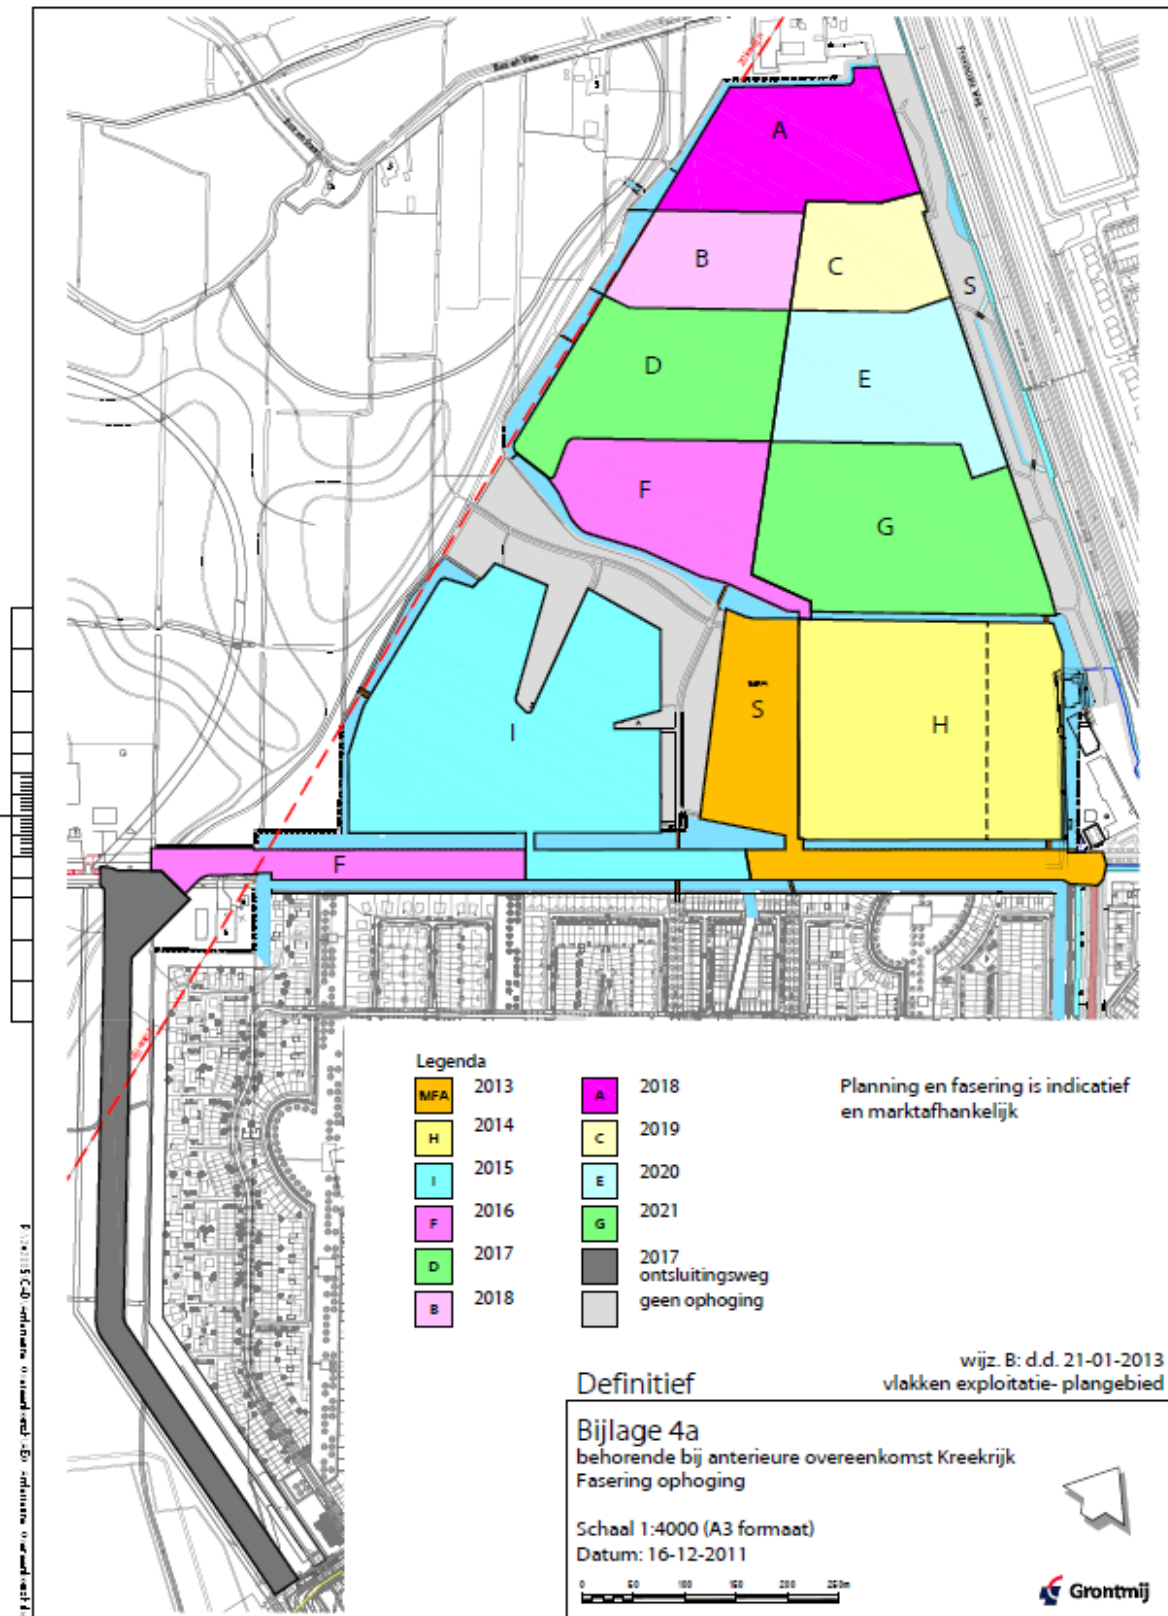 A
B
C
S
D
E
F
G
S
H
I
F
Legenda
MFA 2013
H 2014
I 2015
F 2016
D 2017
B 2018
A 2018
C 2019
E 2020
G 2021
2017
ontsluitingsweg
geen ophoging
Planning en fasering is indicatief
en marktafhankelijk
wijz. B: d.d. 21-01-2013
vlakken exploitatie- plangebied
Definitief
Bijlage 4a
behorende bij anterieure overeenkomst Kreekrijk
Fasering ophoging
Schaal 1:4000 (A3 formaat)
Datum: 16-12-2011
0 50 100 150 200 250m
Grontmij